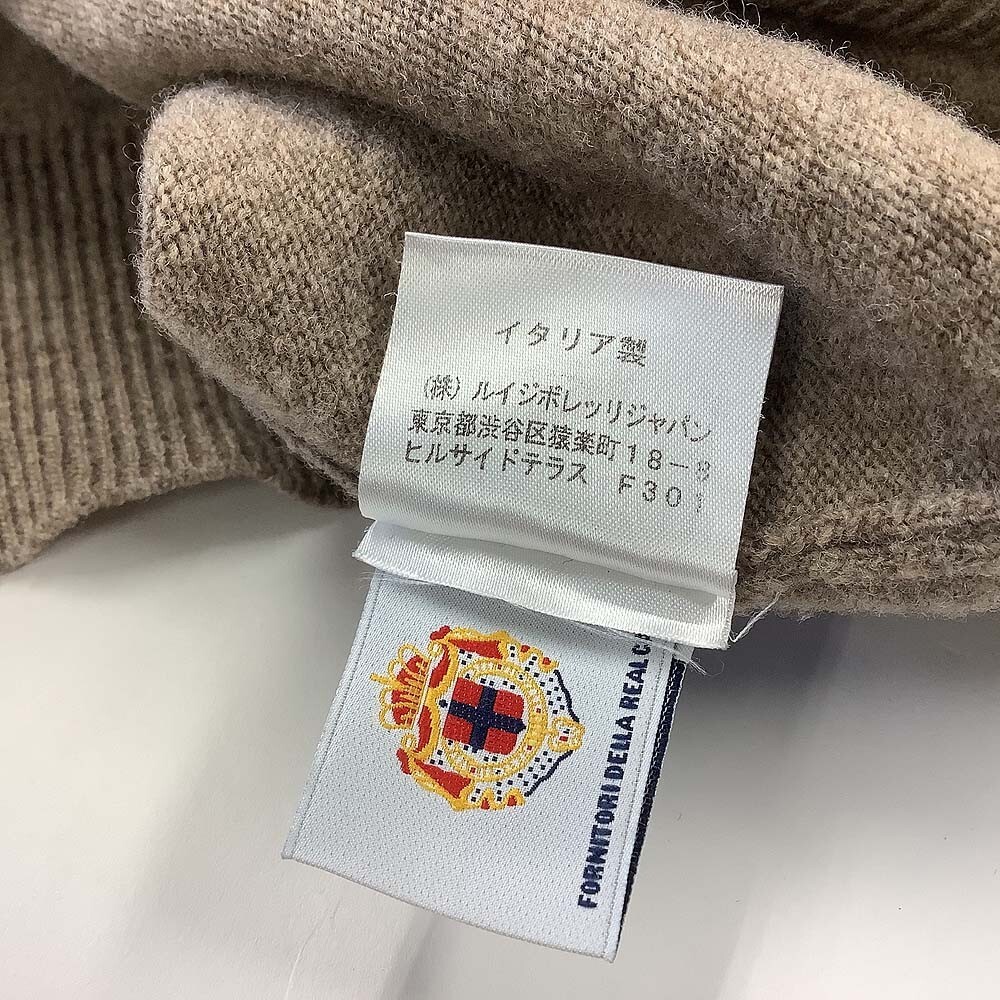 イタリア製
（株）ルイジボレッリジャパン
東京都渋谷区猿楽町18－8
ヒルサイドテラス　F301
FORNITORI DELLA REAL